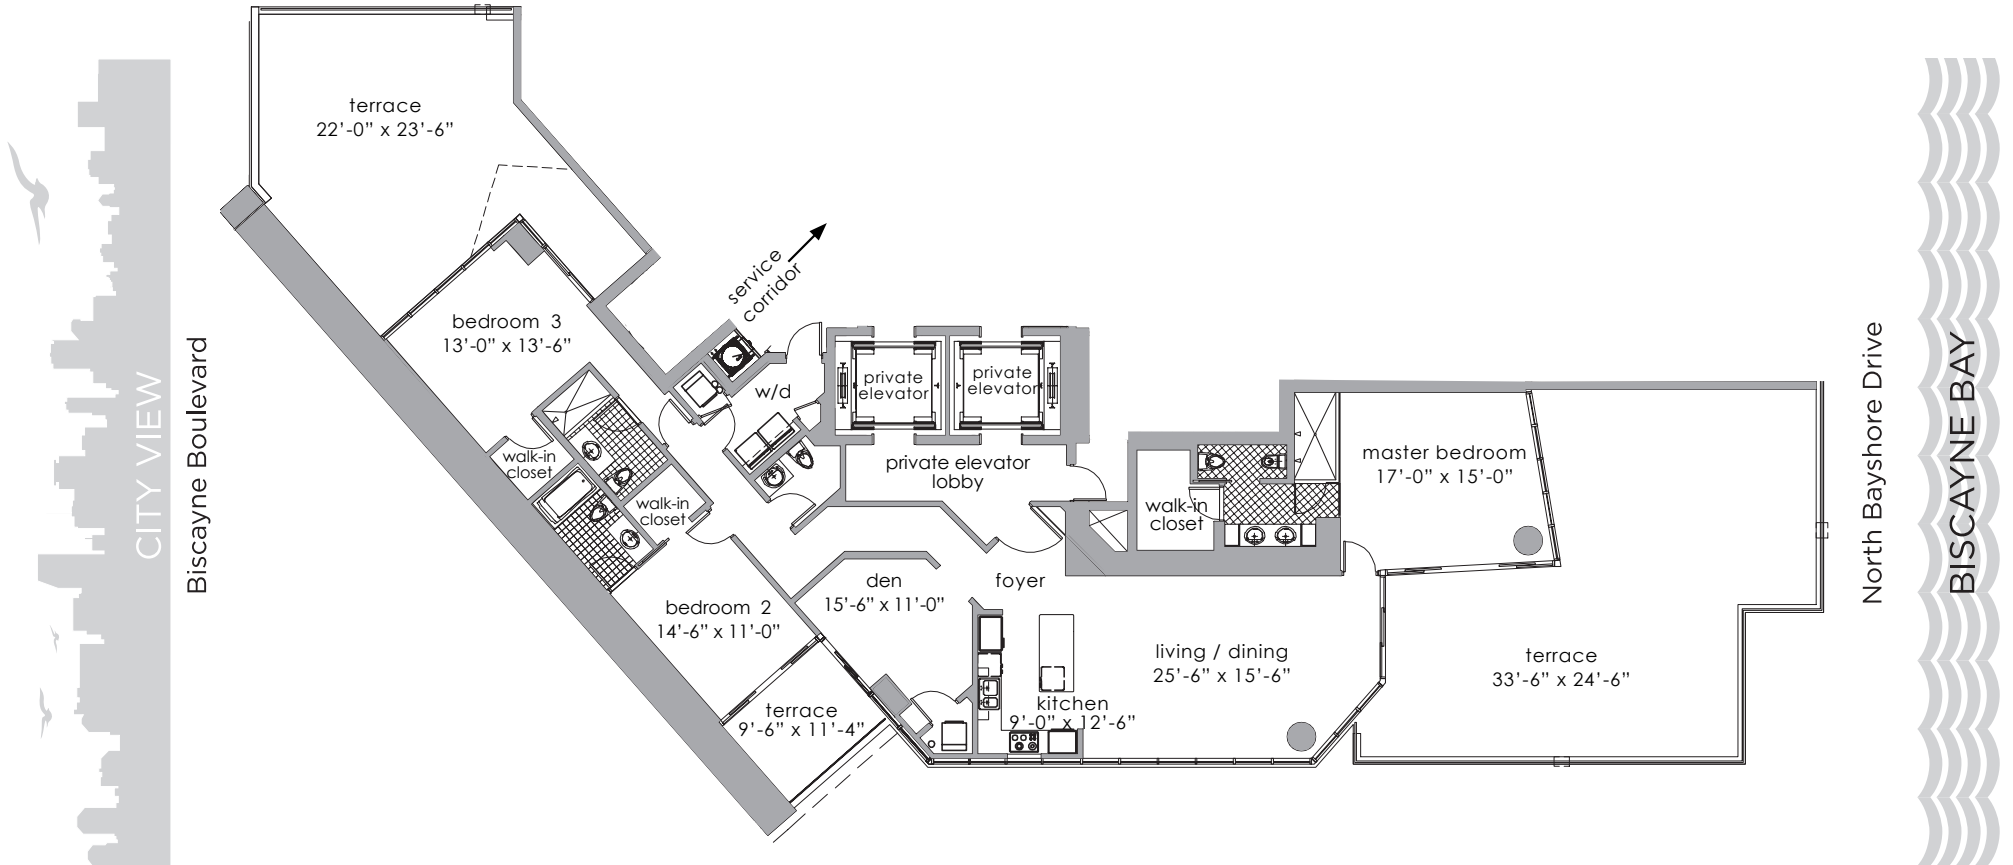 CITY VIEW
Biscayne Boulevard
terrace
22’-0” x 23’-6”
bedroom 3
13’-0” x 13’-6”
service
corridor
w/d
private
elevator
private
elevator
walk-in
closet
walk-in
closet
private elevator
lobby
walk-in
closet
master bedroom
17’-0” x 15’-0”
den
15’-6” x 11’-0”
foyer
bedroom 2
14’-6” x 11’-0”
living / dining
25’-6” x 15’-6”
terrace
33’-6” x 24’-6”
terrace
9’-6” x 11’-4”
kitchen
9’-0” x 12’-6”
North Bayshore Drive
BISCAYNE BAY